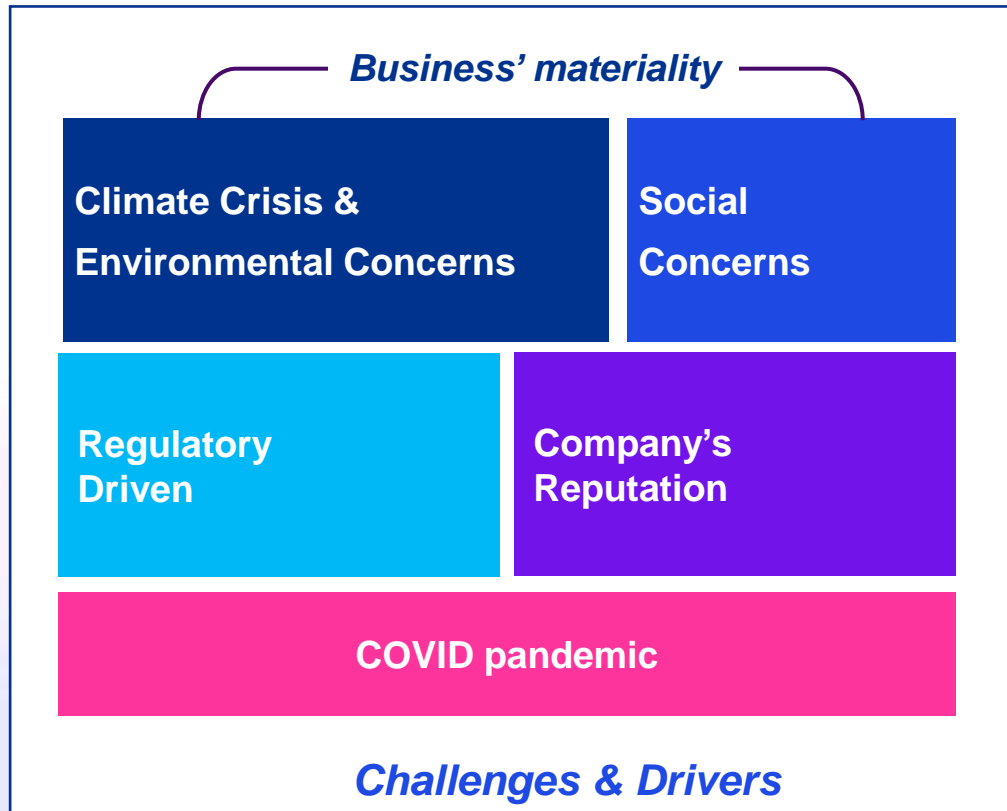 Business’ materiality
Climate Crisis &
Environmental Concerns
Social
Concerns
Regulatory
Driven
Company’s
Reputation
COVID pandemic
Challenges & Drivers